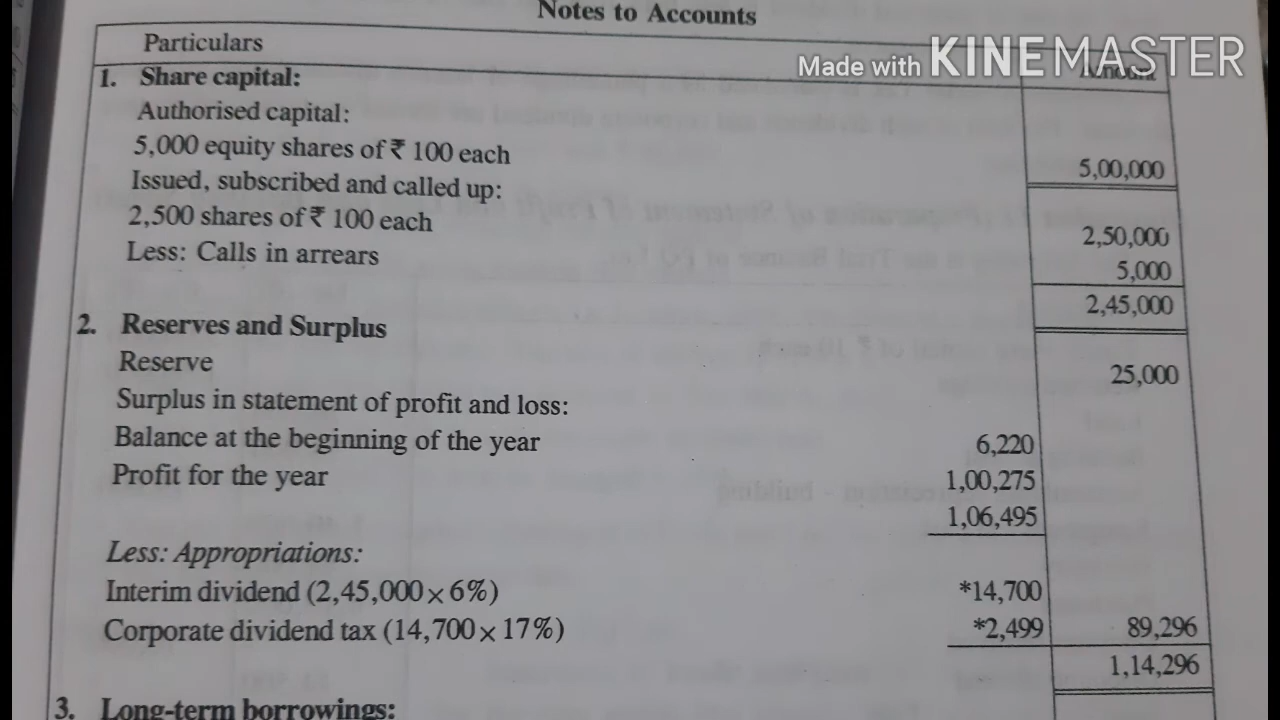 Notes to Accounts
Made with KINEMASTER
Particulars
1. Share capital:
Authorised capital:
5,000 equity shares of ₹ 100 each 5,00,000
Issued, subscribed and called up:
2,500 shares of ₹ 100 each 2,50,000
Less: Calls in arrears 5,000
2,45,000
2. Reserves and Surplus
Reserve 25,000
Surplus in statement of profit and loss:
Balance at the beginning of the year 6,220
Profit for the year 1,00,275
1,06,495
Less: Appropriations:
Interim dividend (2,45,000 × 6%) *14,700
Corporate dividend tax (14,700 × 17%) *2,499 89,296
1,14,296
3. Long-term borrowings: